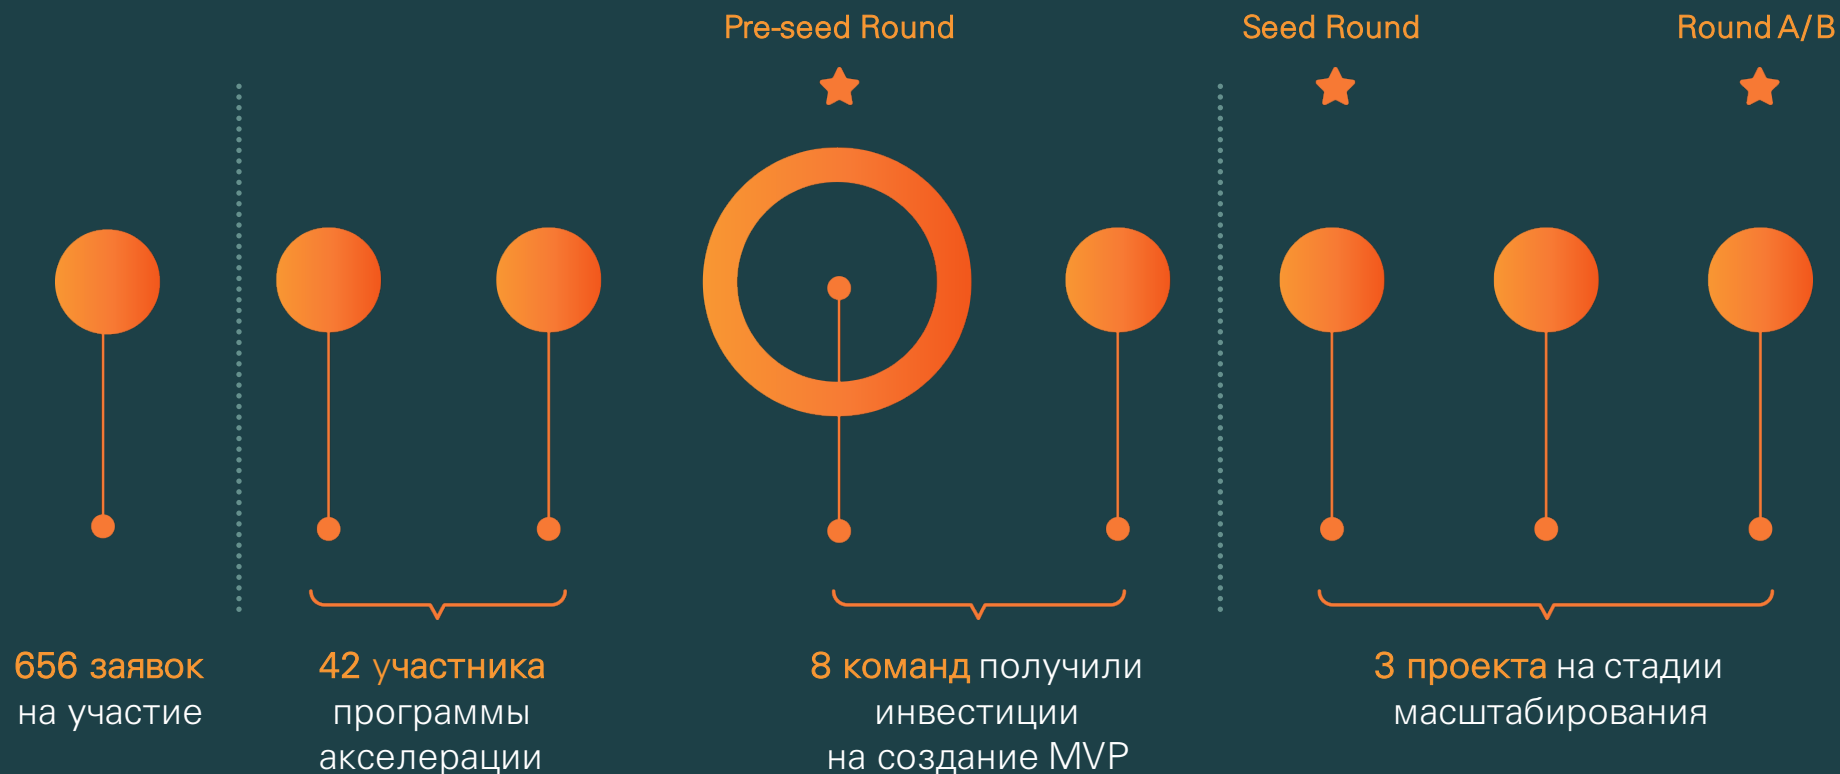 Pre-seed Round
Seed Round
Round A/B
656 заявок
на участие
42 участника
программы
акселерации
8 команд получили
инвестиции
на создание MVP
3 проекта на стадии
масштабирования